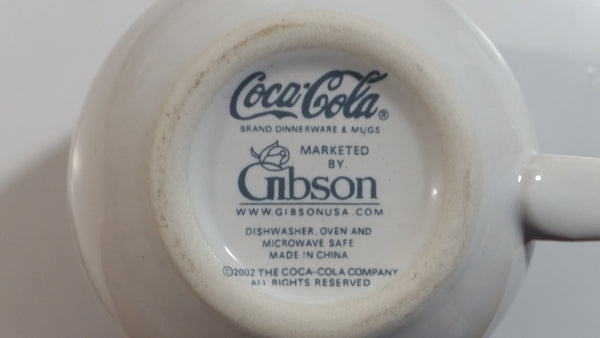 Coca-Cola®
BRAND DINNERWARE & MUGS
MARKETED
BY.
Gibson
WWW.GIBSONUSA.COM
DISHWASHER, OVEN AND
MICROWAVE SAFE
MADE IN CHINA
©2002 THE COCA-COLA COMPANY
ALL RIGHTS RESERVED